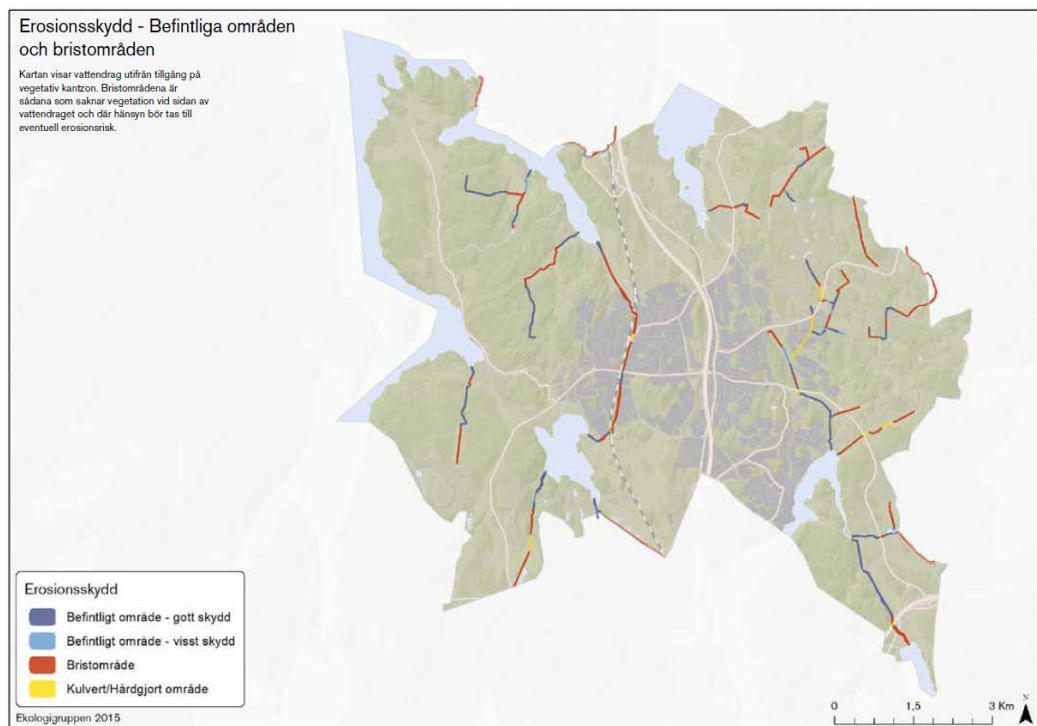 Erosionsskydd - Befintliga områden
och bristområden
Kartan visar vattendrag utifrån tillgång på
vegetativ kantzon. Bristområdena är
sådana som saknar vegetation vid sidan av
vattendraget och där hänsyn bör tas till
eventuell erosionsrisk.
Erosionsskydd
Befintligt område - gott skydd
Befintligt område - visst skydd
Bristområde
Kulvert/Hårdgjort område
Ekologigruppen 2015
0 1,5 3 Km
N